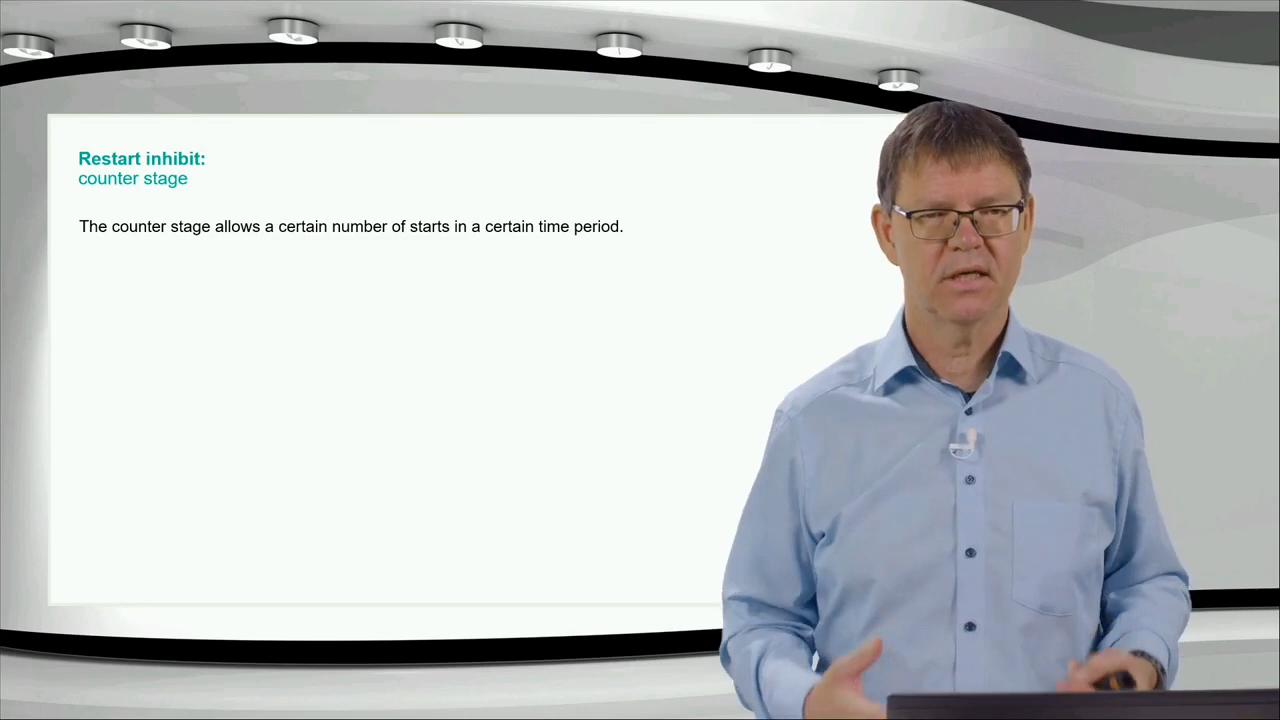 Restart inhibit:
counter stage
The counter stage allows a certain number of starts in a certain time period.